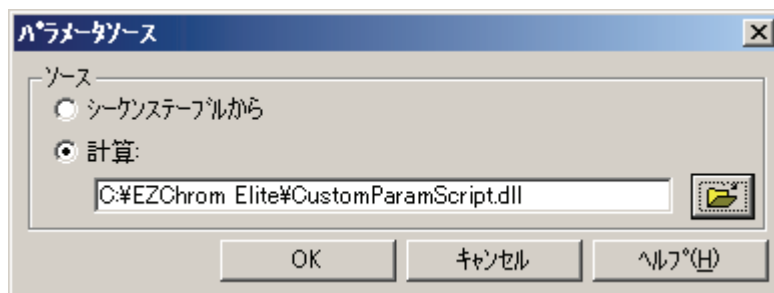 パラメータソース
ソース
シーケンステーブルから
計算:
C:¥EZChrom Elite¥CustomParamScript.dll
OK キャンセル ヘルプ(H)